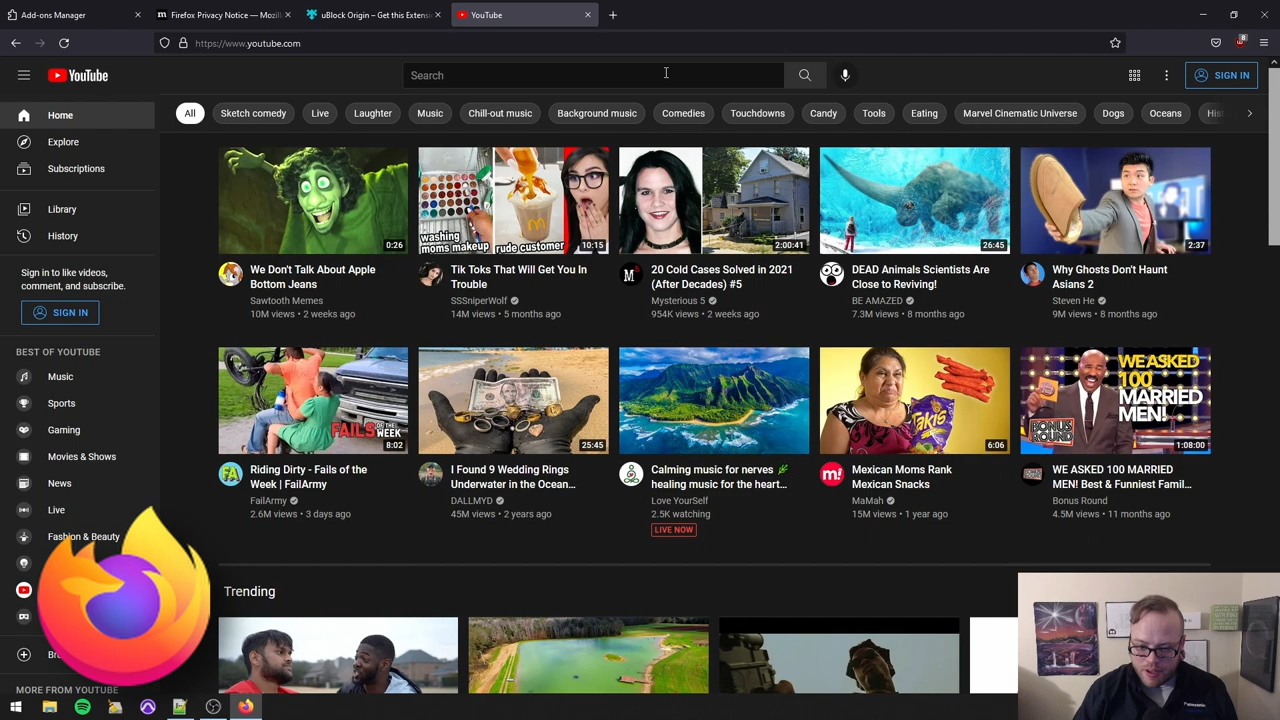 Add-ons Manager
Firefox Privacy Notice — Mozil
uBlock Origin – Get this Extensi
YouTube
https://www.youtube.com
8
YouTube
Search
SIGN IN
Home
Explore
Subscriptions
Library
History
Sign in to like videos,
comment, and subscribe.
SIGN IN
BEST OF YOUTUBE
Music
Sports
Gaming
Movies & Shows
News
Live
Fashion & Beauty
MORE FROM YOUTUBE
All
Sketch comedy
Live
Laughter
Music
Chill-out music
Background music
Comedies
Touchdowns
Candy
Tools
Eating
Marvel Cinematic Universe
Dogs
Oceans
0:26
We Don't Talk About Apple
Bottom Jeans
Sawtooth Memes
10M views • 2 weeks ago
washing
moms makeup
rude customer
10:15
Tik Toks That Will Get You In
Trouble
SSSniperWolf
14M views • 5 months ago
2:00:41
20 Cold Cases Solved in 2021
(After Decades) #5
Mysterious 5
954K views • 2 weeks ago
26:45
DEAD Animals Scientists Are
Close to Reviving!
BE AMAZED
7.3M views • 8 months ago
2:37
Why Ghosts Don't Haunt
Asians 2
Steven He
9M views • 8 months ago
FAILS OF THE
WEEK
8:02
Riding Dirty - Fails of the
Week | FailArmy
FailArmy
2.6M views • 3 days ago
25:45
I Found 9 Wedding Rings
Underwater in the Ocean...
DALLMYD
45M views • 2 years ago
Calming music for nerves 🌿
healing music for the heart...
Love YourSelf
2.5K watching
LIVE NOW
Takis
6:06
Mexican Moms Rank
Mexican Snacks
MaMah
15M views • 1 year ago
WE ASKED
100
MARRIED
MEN!
BONUS
ROUND
1:08:00
WE ASKED 100 MARRIED
MEN! Best & Funniest Famil...
Bonus Round
4.5M views • 11 months ago
Trending